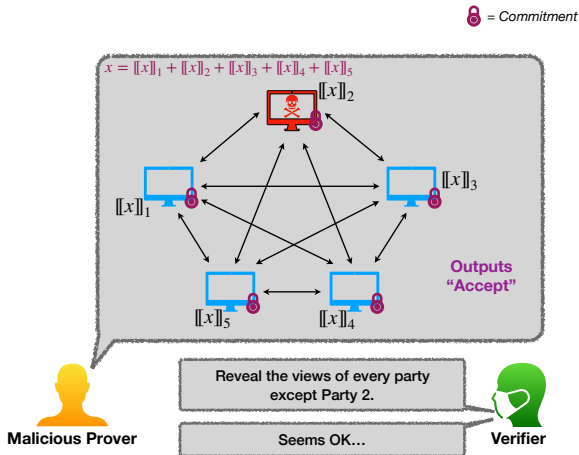 = Commitment
x = ⟦x⟧₁ + ⟦x⟧₂ + ⟦x⟧₃ + ⟦x⟧₄ + ⟦x⟧₅
⟦x⟧₂
⟦x⟧₁
⟦x⟧₃
Outputs
“Accept”
⟦x⟧₅
⟦x⟧₄
Reveal the views of every party
except Party 2.
Malicious Prover
Verifier
Seems OK…